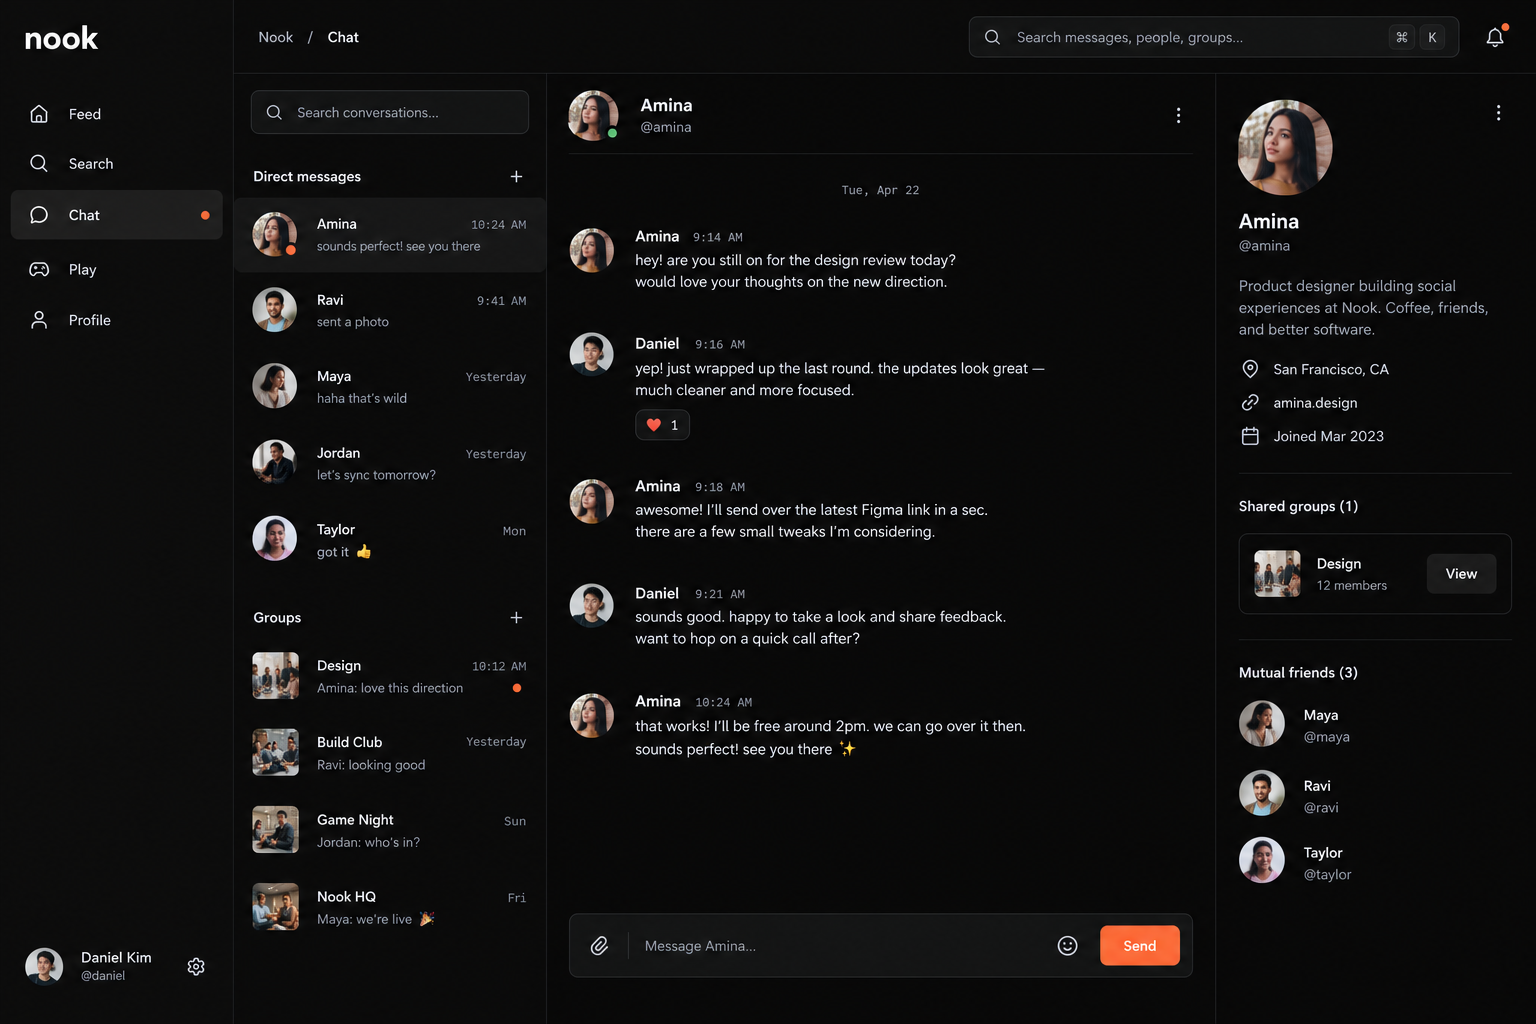 nook
Feed
Search
Chat
Play
Profile
Daniel Kim
@daniel
Nook / Chat
Search messages, people, groups...
⌘ K
Search conversations...
Direct messages
Amina 10:24 AM
sounds perfect! see you there
Ravi 9:41 AM
sent a photo
Maya Yesterday
haha that's wild
Jordan Yesterday
let's sync tomorrow?
Taylor Mon
got it 👍
Groups
Design 10:12 AM
Amina: love this direction
Build Club Yesterday
Ravi: looking good
Game Night Sun
Jordan: who's in?
Nook HQ Fri
Maya: we're live 🎉
Amina
@amina
Tue, Apr 22
Amina 9:14 AM
hey! are you still on for the design review today?
would love your thoughts on the new direction.
Daniel 9:16 AM
yep! just wrapped up the last round. the updates look great —
much cleaner and more focused.
❤️ 1
Amina 9:18 AM
awesome! I'll send over the latest Figma link in a sec.
there are a few small tweaks I'm considering.
Daniel 9:21 AM
sounds good. happy to take a look and share feedback.
want to hop on a quick call after?
Amina 10:24 AM
that works! I'll be free around 2pm. we can go over it then.
sounds perfect! see you there ✨
Message Amina...
Send
Amina
@amina
Product designer building social
experiences at Nook. Coffee, friends,
and better software.
San Francisco, CA
amina.design
Joined Mar 2023
Shared groups (1)
Design
12 members
View
Mutual friends (3)
Maya
@maya
Ravi
@ravi
Taylor
@taylor